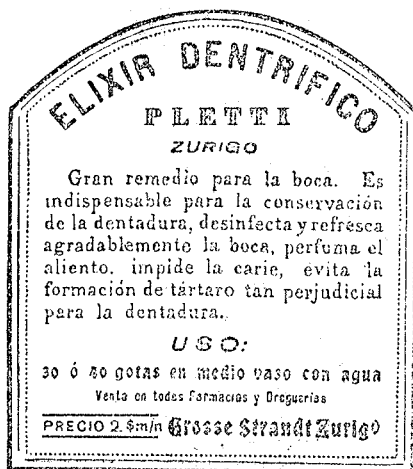 ELIXIR DENTRIFICO
PLETTI
ZURIGO
Gran remedio para la boca. Es
indispensable para la conservación
de la dentadura, desinfecta y refresca
agradablemente la boca, perfuma el
aliento. impide la carie, evita la
formación de tártaro tan perjudicial
para la dentadura.
USO:
30 ó 40 gotas en medio vaso con agua
Venta en todas Farmacias y Droguerias
PRECIO 2. $m/n Grosse Strandt Zurigo